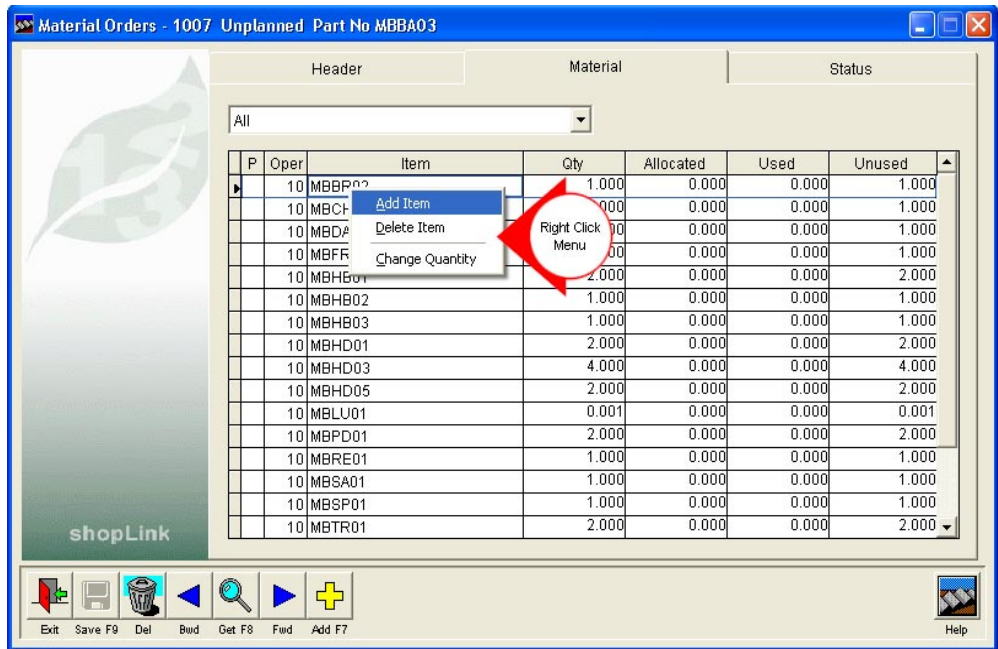 Material Orders - 1007 Unplanned Part No MBBA03
Header Material Status
All
P Oper Item Qty Allocated Used Unused
10 MBBR02 1.000 0.000 0.000 1.000
10 0.000 0.000 1.000
10 0.000 0.000 1.000
10 0.000 0.000 1.000
10 MBHB01 2.000 0.000 0.000 2.000
10 MBHB02 1.000 0.000 0.000 1.000
10 MBHB03 1.000 0.000 0.000 1.000
10 MBHD01 2.000 0.000 0.000 2.000
10 MBHD03 4.000 0.000 0.000 4.000
10 MBHD05 2.000 0.000 0.000 2.000
10 MBLU01 0.001 0.000 0.000 0.001
10 MBPD01 2.000 0.000 0.000 2.000
10 MBRE01 1.000 0.000 0.000 1.000
10 MBSA01 1.000 0.000 0.000 1.000
10 MBSP01 1.000 0.000 0.000 1.000
10 MBTR01 2.000 0.000 0.000 2.000
Add Item
Delete Item
Change Quantity
Right Click
Menu
shopLink
Exit Save F9 Del Bwd Get F8 Fwd Add F7 Help